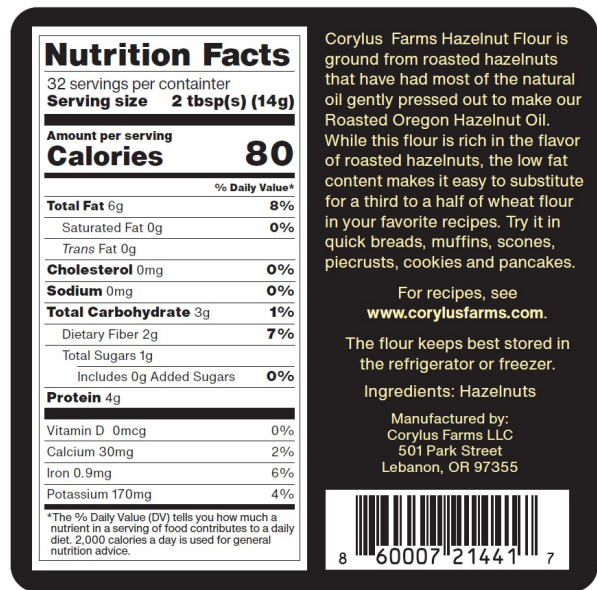 Nutrition Facts
32 servings per containter
Serving size 2 tbsp(s) (14g)
Amount per serving
Calories 80
% Daily Value*
Total Fat 6g 8%
Saturated Fat 0g 0%
Trans Fat 0g
Cholesterol 0mg 0%
Sodium 0mg 0%
Total Carbohydrate 3g 1%
Dietary Fiber 2g 7%
Total Sugars 1g
Includes 0g Added Sugars 0%
Protein 4g
Vitamin D 0mcg 0%
Calcium 30mg 2%
Iron 0.9mg 6%
Potassium 170mg 4%
*The % Daily Value (DV) tells you how much a
nutrient in a serving of food contributes to a daily
diet. 2,000 calories a day is used for general
nutrition advice.
Corylus Farms Hazelnut Flour is
ground from roasted hazelnuts
that have had most of the natural
oil gently pressed out to make our
Roasted Oregon Hazelnut Oil.
While this flour is rich in the flavor
of roasted hazelnuts, the low fat
content makes it easy to substitute
for a third to a half of wheat flour
in your favorite recipes. Try it in
quick breads, muffins, scones,
piecrusts, cookies and pancakes.
For recipes, see
www.corylusfarms.com.
The flour keeps best stored in
the refrigerator or freezer.
Ingredients: Hazelnuts
Manufactured by:
Corylus Farms LLC
501 Park Street
Lebanon, OR 97355
8 60007 21441 7